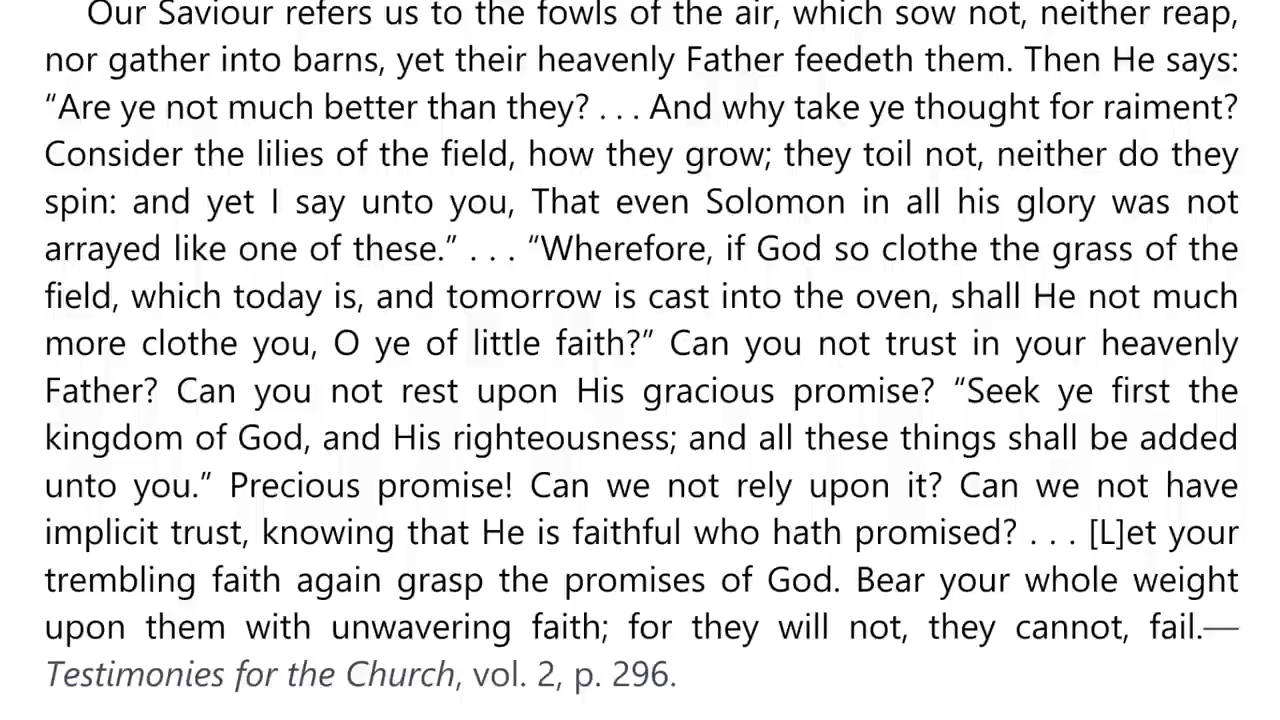 Our Saviour refers us to the fowls of the air, which sow not, neither reap,
nor gather into barns, yet their heavenly Father feedeth them. Then He says:
“Are ye not much better than they? . . . And why take ye thought for raiment?
Consider the lilies of the field, how they grow; they toil not, neither do they
spin: and yet I say unto you, That even Solomon in all his glory was not
arrayed like one of these.” . . . “Wherefore, if God so clothe the grass of the
field, which today is, and tomorrow is cast into the oven, shall He not much
more clothe you, O ye of little faith?” Can you not trust in your heavenly
Father? Can you not rest upon His gracious promise? “Seek ye first the
kingdom of God, and His righteousness; and all these things shall be added
unto you.” Precious promise! Can we not rely upon it? Can we not have
implicit trust, knowing that He is faithful who hath promised? . . . [L]et your
trembling faith again grasp the promises of God. Bear your whole weight
upon them with unwavering faith; for they will not, they cannot, fail.—
Testimonies for the Church, vol. 2, p. 296.